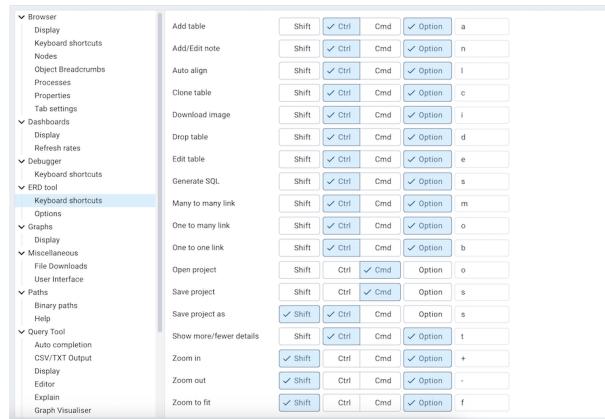 Browser
Display
Keyboard shortcuts
Nodes
Object Breadcrumbs
Processes
Properties
Tab settings
Dashboards
Display
Refresh rates
Debugger
Keyboard shortcuts
ERD tool
Keyboard shortcuts
Options
Graphs
Display
Miscellaneous
File Downloads
User Interface
Paths
Binary paths
Help
Query Tool
Auto completion
CSV/TXT Output
Display
Editor
Explain
Graph Visualiser
Add table Shift Ctrl Cmd Option a
Add/Edit note Shift Ctrl Cmd Option n
Auto align Shift Ctrl Cmd Option l
Clone table Shift Ctrl Cmd Option c
Download image Shift Ctrl Cmd Option i
Drop table Shift Ctrl Cmd Option d
Edit table Shift Ctrl Cmd Option e
Generate SQL Shift Ctrl Cmd Option s
Many to many link Shift Ctrl Cmd Option m
One to many link Shift Ctrl Cmd Option o
One to one link Shift Ctrl Cmd Option b
Open project Shift Ctrl Cmd Option o
Save project Shift Ctrl Cmd Option s
Save project as Shift Ctrl Cmd Option s
Show more/fewer details Shift Ctrl Cmd Option t
Zoom in Shift Ctrl Cmd Option +
Zoom out Shift Ctrl Cmd Option -
Zoom to fit Shift Ctrl Cmd Option f